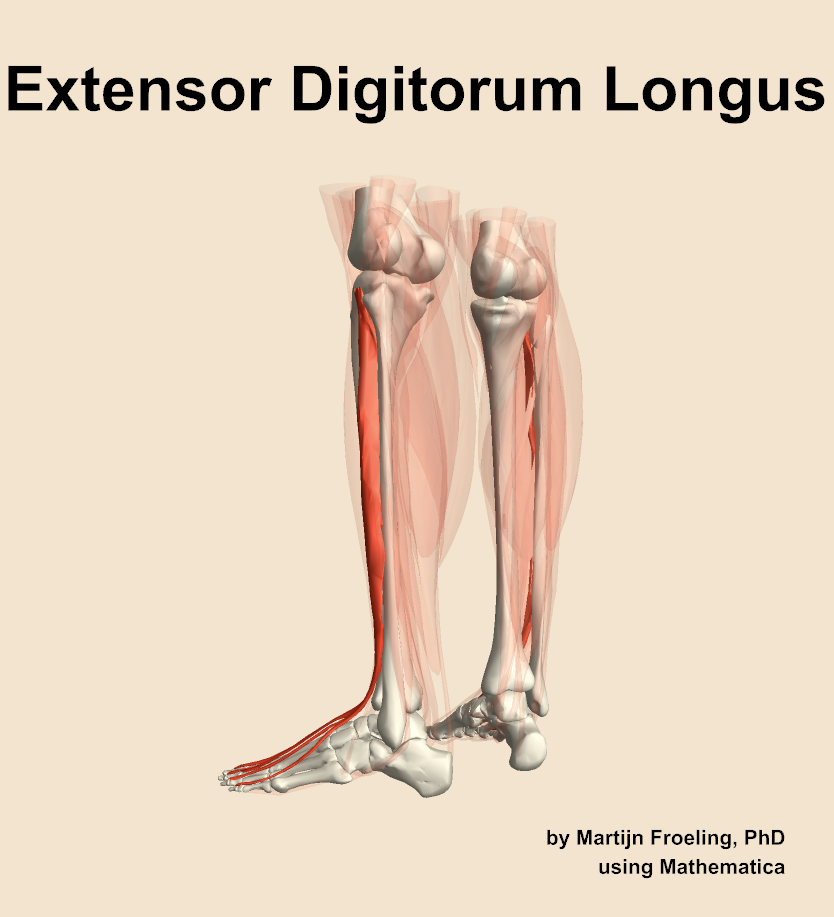 Extensor Digitorum Longus
by Martijn Froeling, PhD
using Mathematica